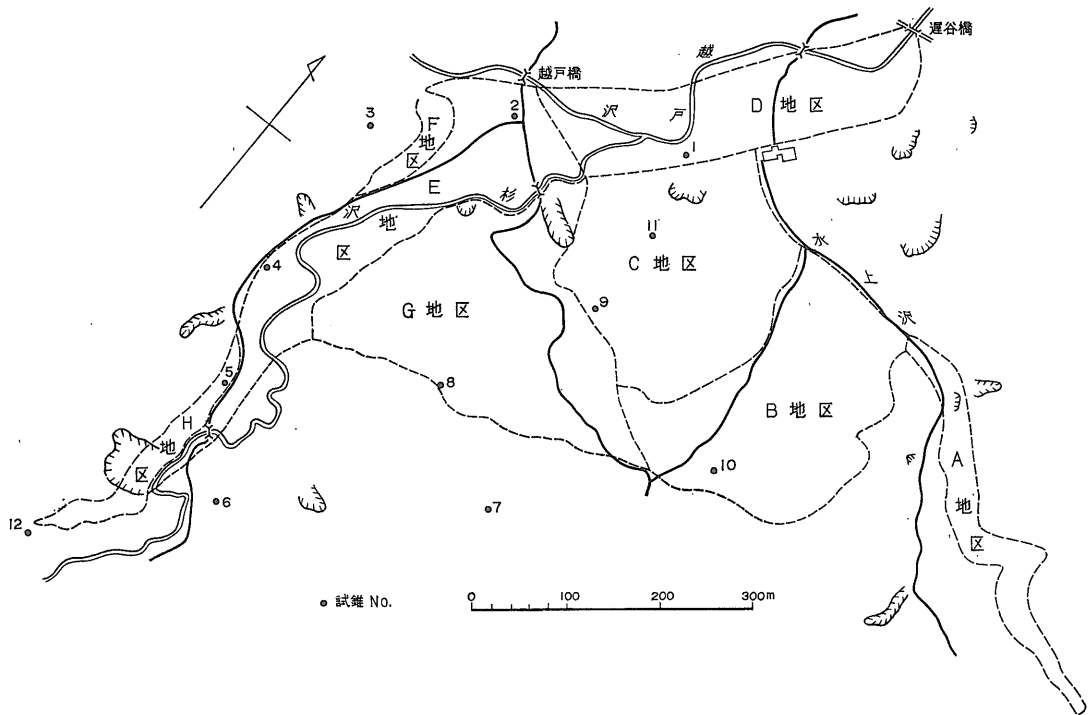 遅谷橋
越戸橋
越
戸
沢
D 地区
3
2
F
地
区
1
E
地
区
杉
沢
11
C 地区
水
上
沢
4
9
G 地区
5
8
B 地区
H
地
区
10
A
地
区
6
7
12
試錐 No.
0 100 200 300m